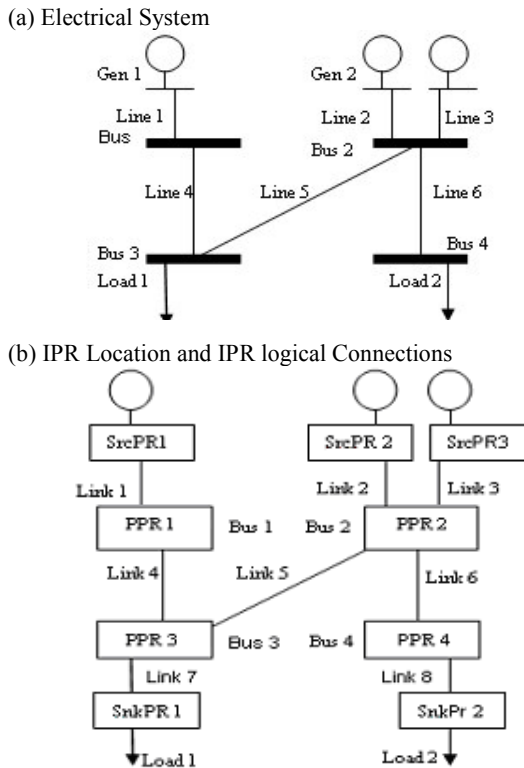 (a) Electrical System
Gen 1 Gen 2
Line 1 Line 2 Line 3
Bus Bus 2
Line 4 Line 5 Line 6
Bus 3 Bus 4
Load 1 Load 2
(b) IPR Location and IPR logical Connections
SrcPR1 SrcPR 2 SrcPR3
Link 1 Link 2 Link 3
PPR 1 Bus 1 Bus 2 PPR 2
Link 4 Link 5 Link 6
PPR 3 Bus 3 Bus 4 PPR 4
Link 7 Link 8
SnkPR 1 SnkPr 2
Load 1 Load 2